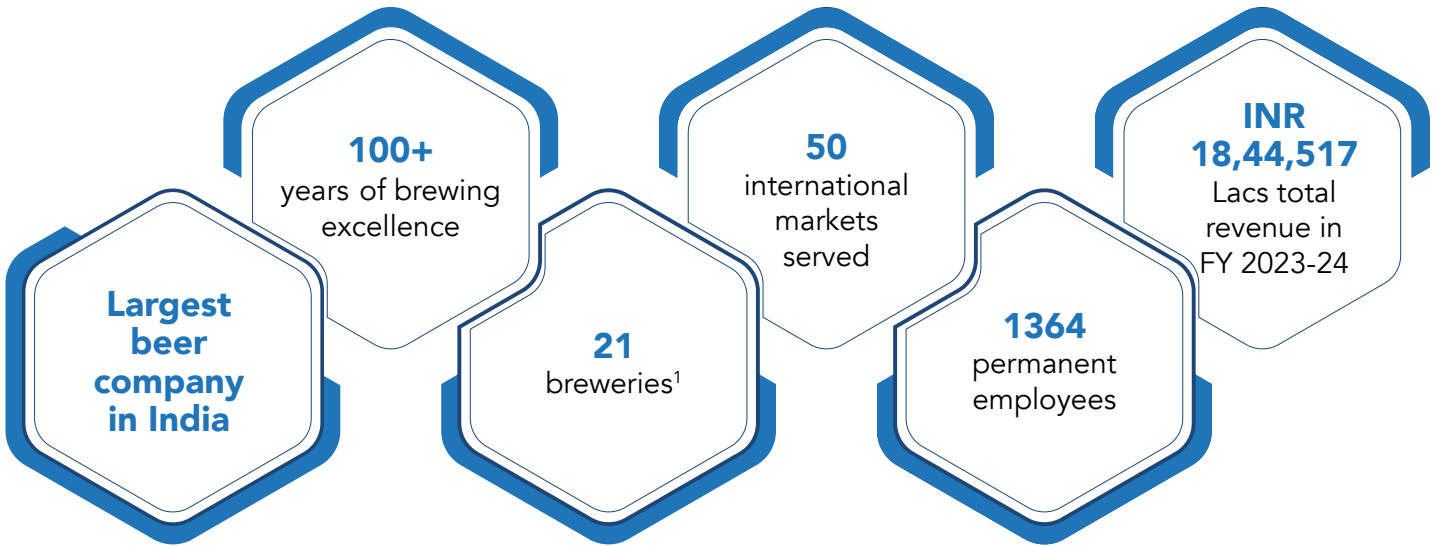 Largest
beer
company
in India
100+
years of brewing
excellence
21
breweries¹
50
international
markets
served
1364
permanent
employees
INR
18,44,517
Lacs total
revenue in
FY 2023-24